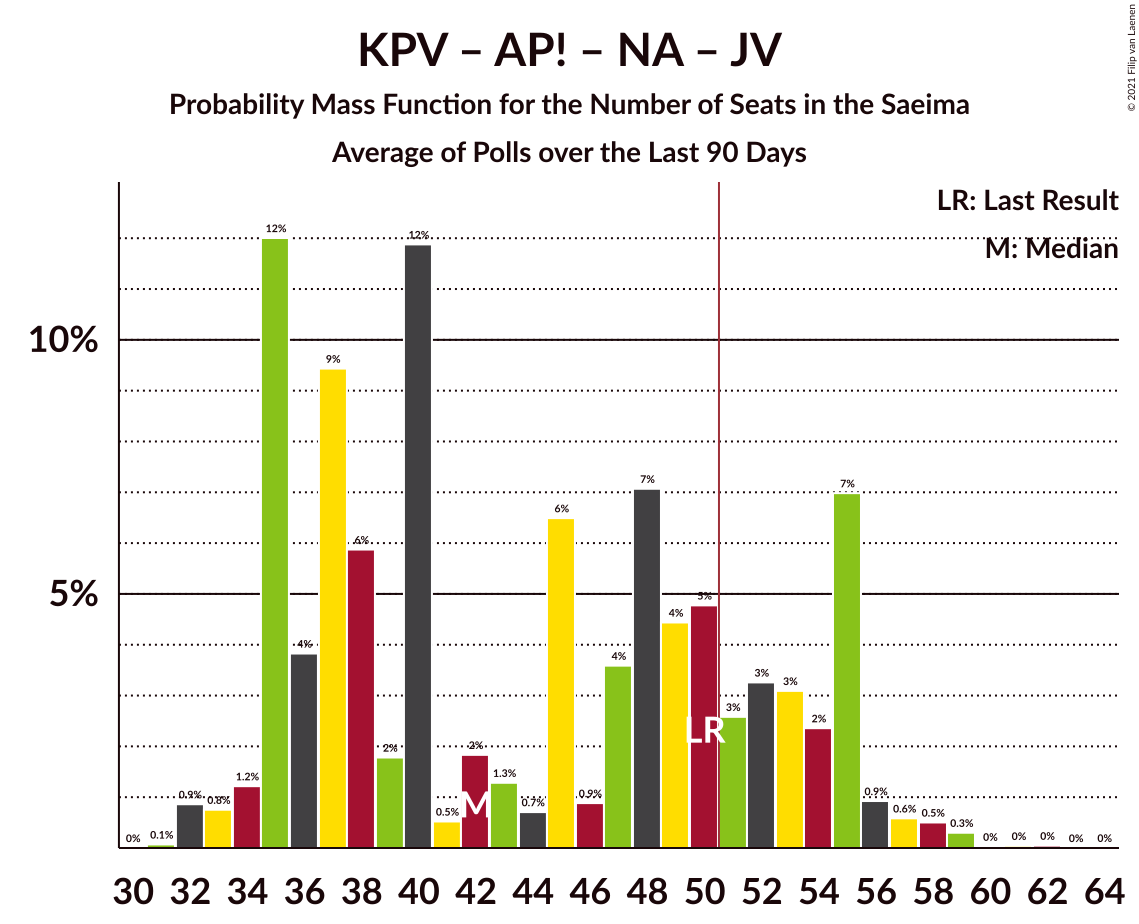 KPV – AP! – NA – JV
Probability Mass Function for the Number of Seats in the Saeima
Average of Polls over the Last 90 Days
© 2021 Filip van Laenen
LR: Last Result
M: Median
10%
5%
0% 0.1% 0.9% 0.8% 1.2% 12% 4% 9% 6% 2% 12% 0.5% 2% 1.3% 0.7% 6% 0.9% 4% 7% 4% 5% 3% 3% 3% 2% 7% 0.9% 0.6% 0.5% 0.3% 0% 0% 0% 0% 0%
M
LR
30 32 34 36 38 40 42 44 46 48 50 52 54 56 58 60 62 64